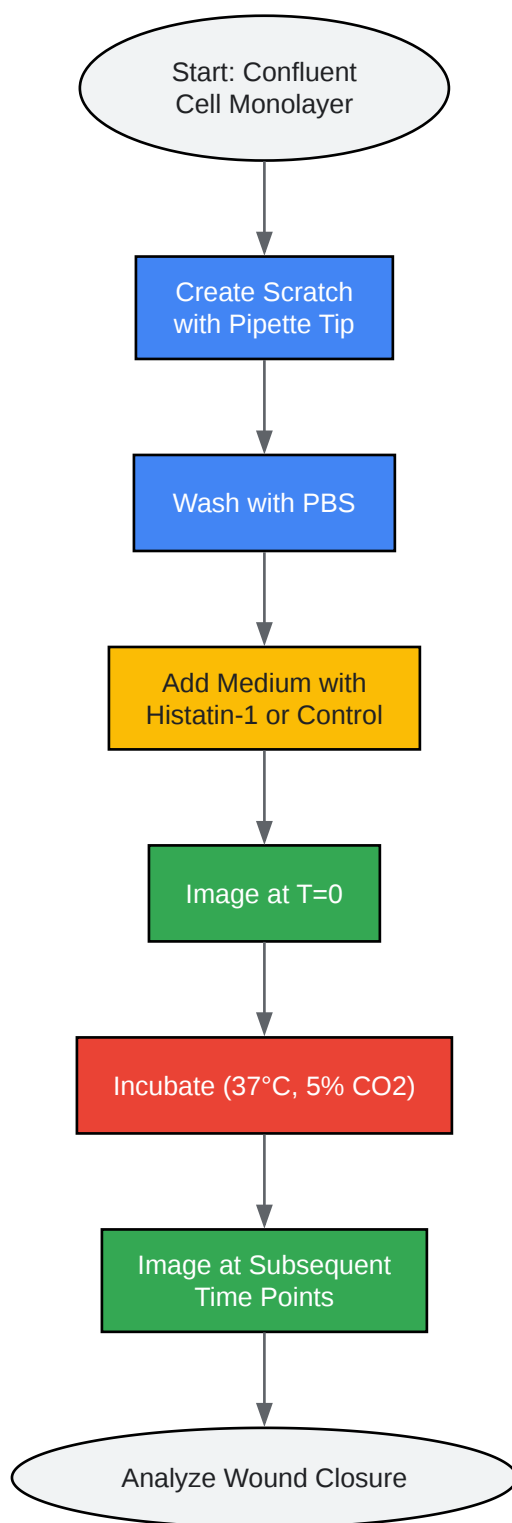 Start: Confluent
Cell Monolayer
Create Scratch
with Pipette Tip
Wash with PBS
Add Medium with
Histatin-1 or Control
Image at T=0
Incubate (37°C, 5% CO2)
Image at Subsequent
Time Points
Analyze Wound Closure